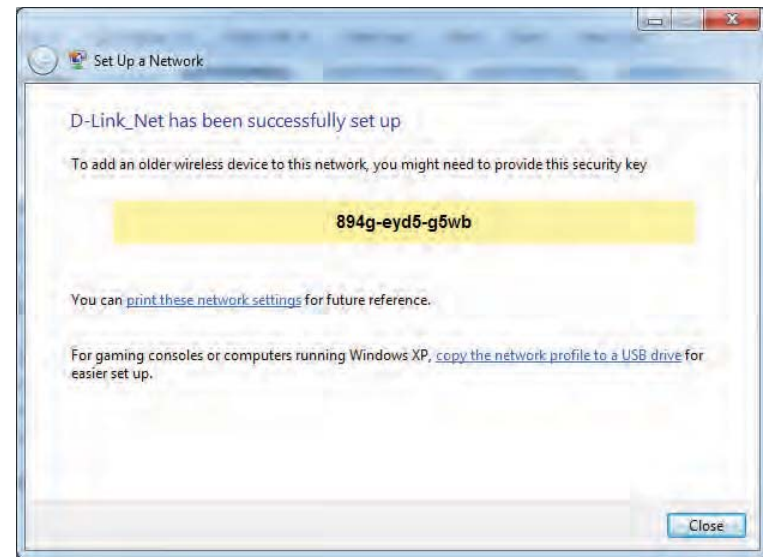 Set Up a Network
D-Link_Net has been successfully set up
To add an older wireless device to this network, you might need to provide this security key
894g-eyd5-g5wb
You can print these network settings for future reference.
For gaming consoles or computers running Windows XP, copy the network profile to a USB drive for
easier set up.
Close